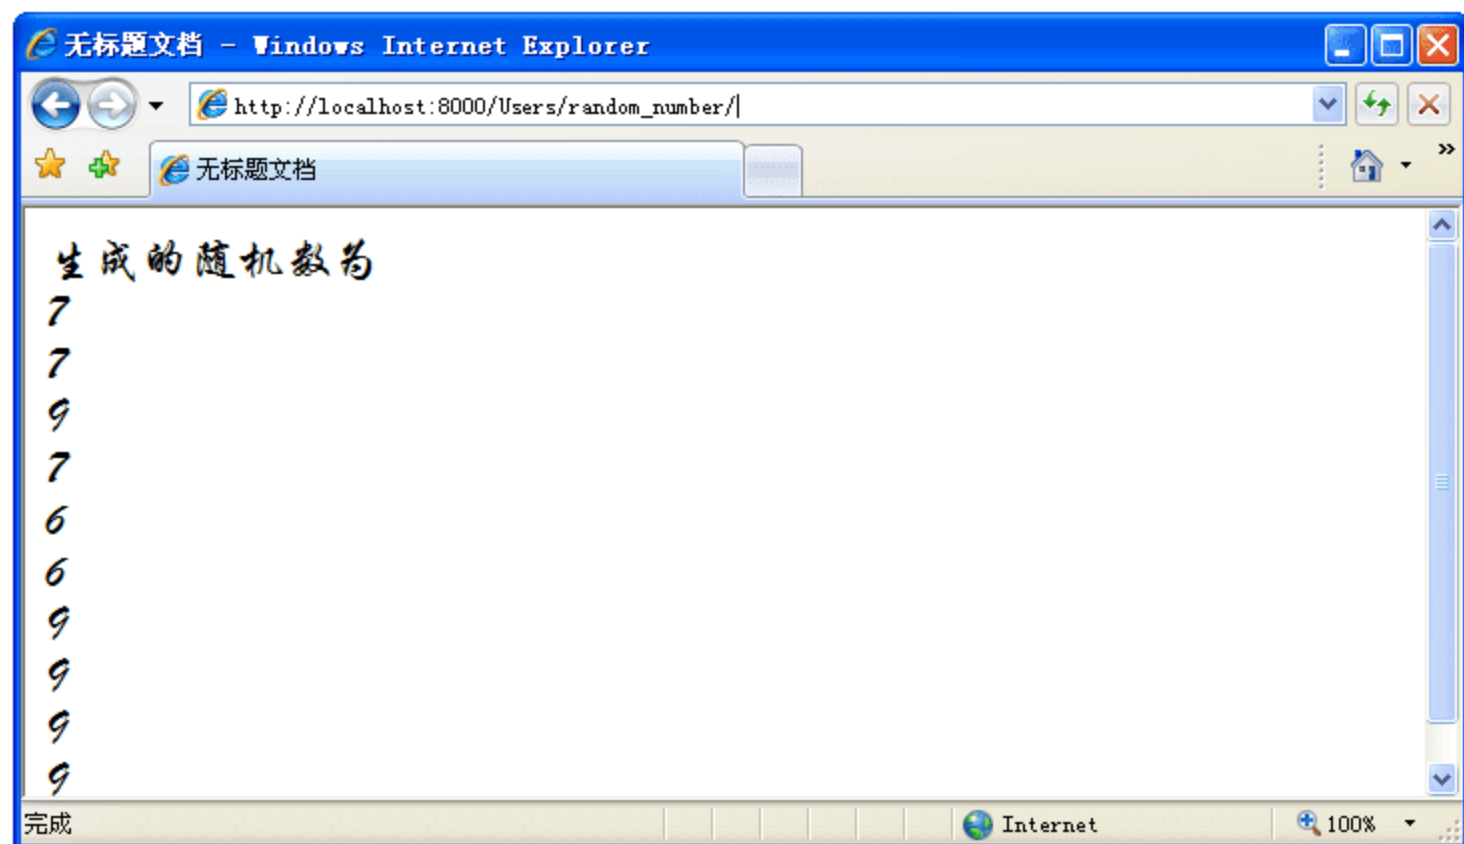 无标题文档 - Windows Internet Explorer
http://localhost:8000/Users/random_number/
无标题文档
生成的随机数为
7
7
9
7
6
6
9
9
9
9
完成
Internet
100%